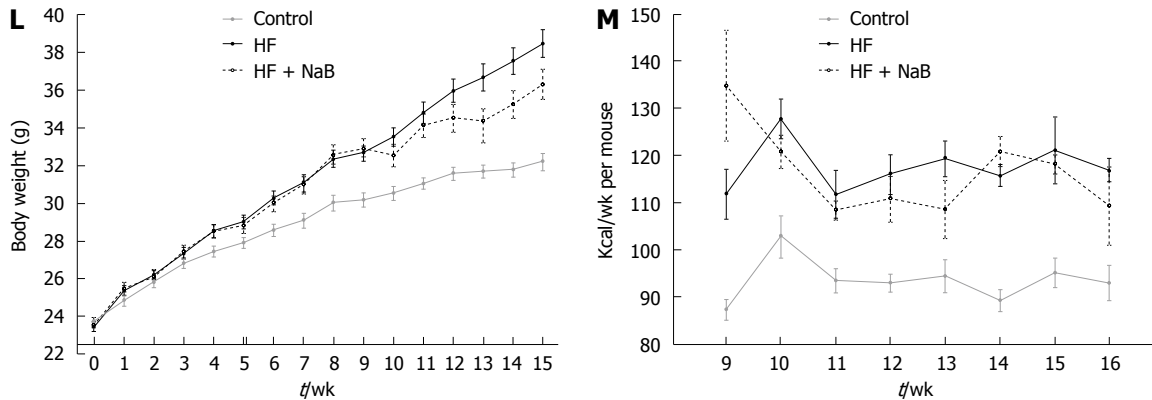 L
Control
HF
HF + NaB
40
38
36
34
32
30
28
26
24
22
Body weight (g)
0 1 2 3 4 5 6 7 8 9 10 11 12 13 14 15
t/wk
M
Control
HF
HF + NaB
150
140
130
120
110
100
90
80
Kcal/wk per mouse
9 10 11 12 13 14 15 16
t/wk